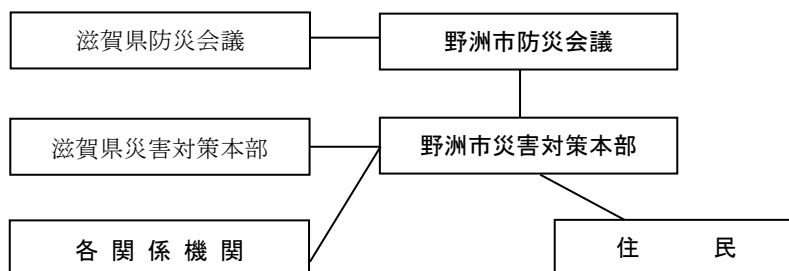 滋賀県防災会議
野洲市防災会議
滋賀県災害対策本部
野洲市災害対策本部
各関係機関
住民